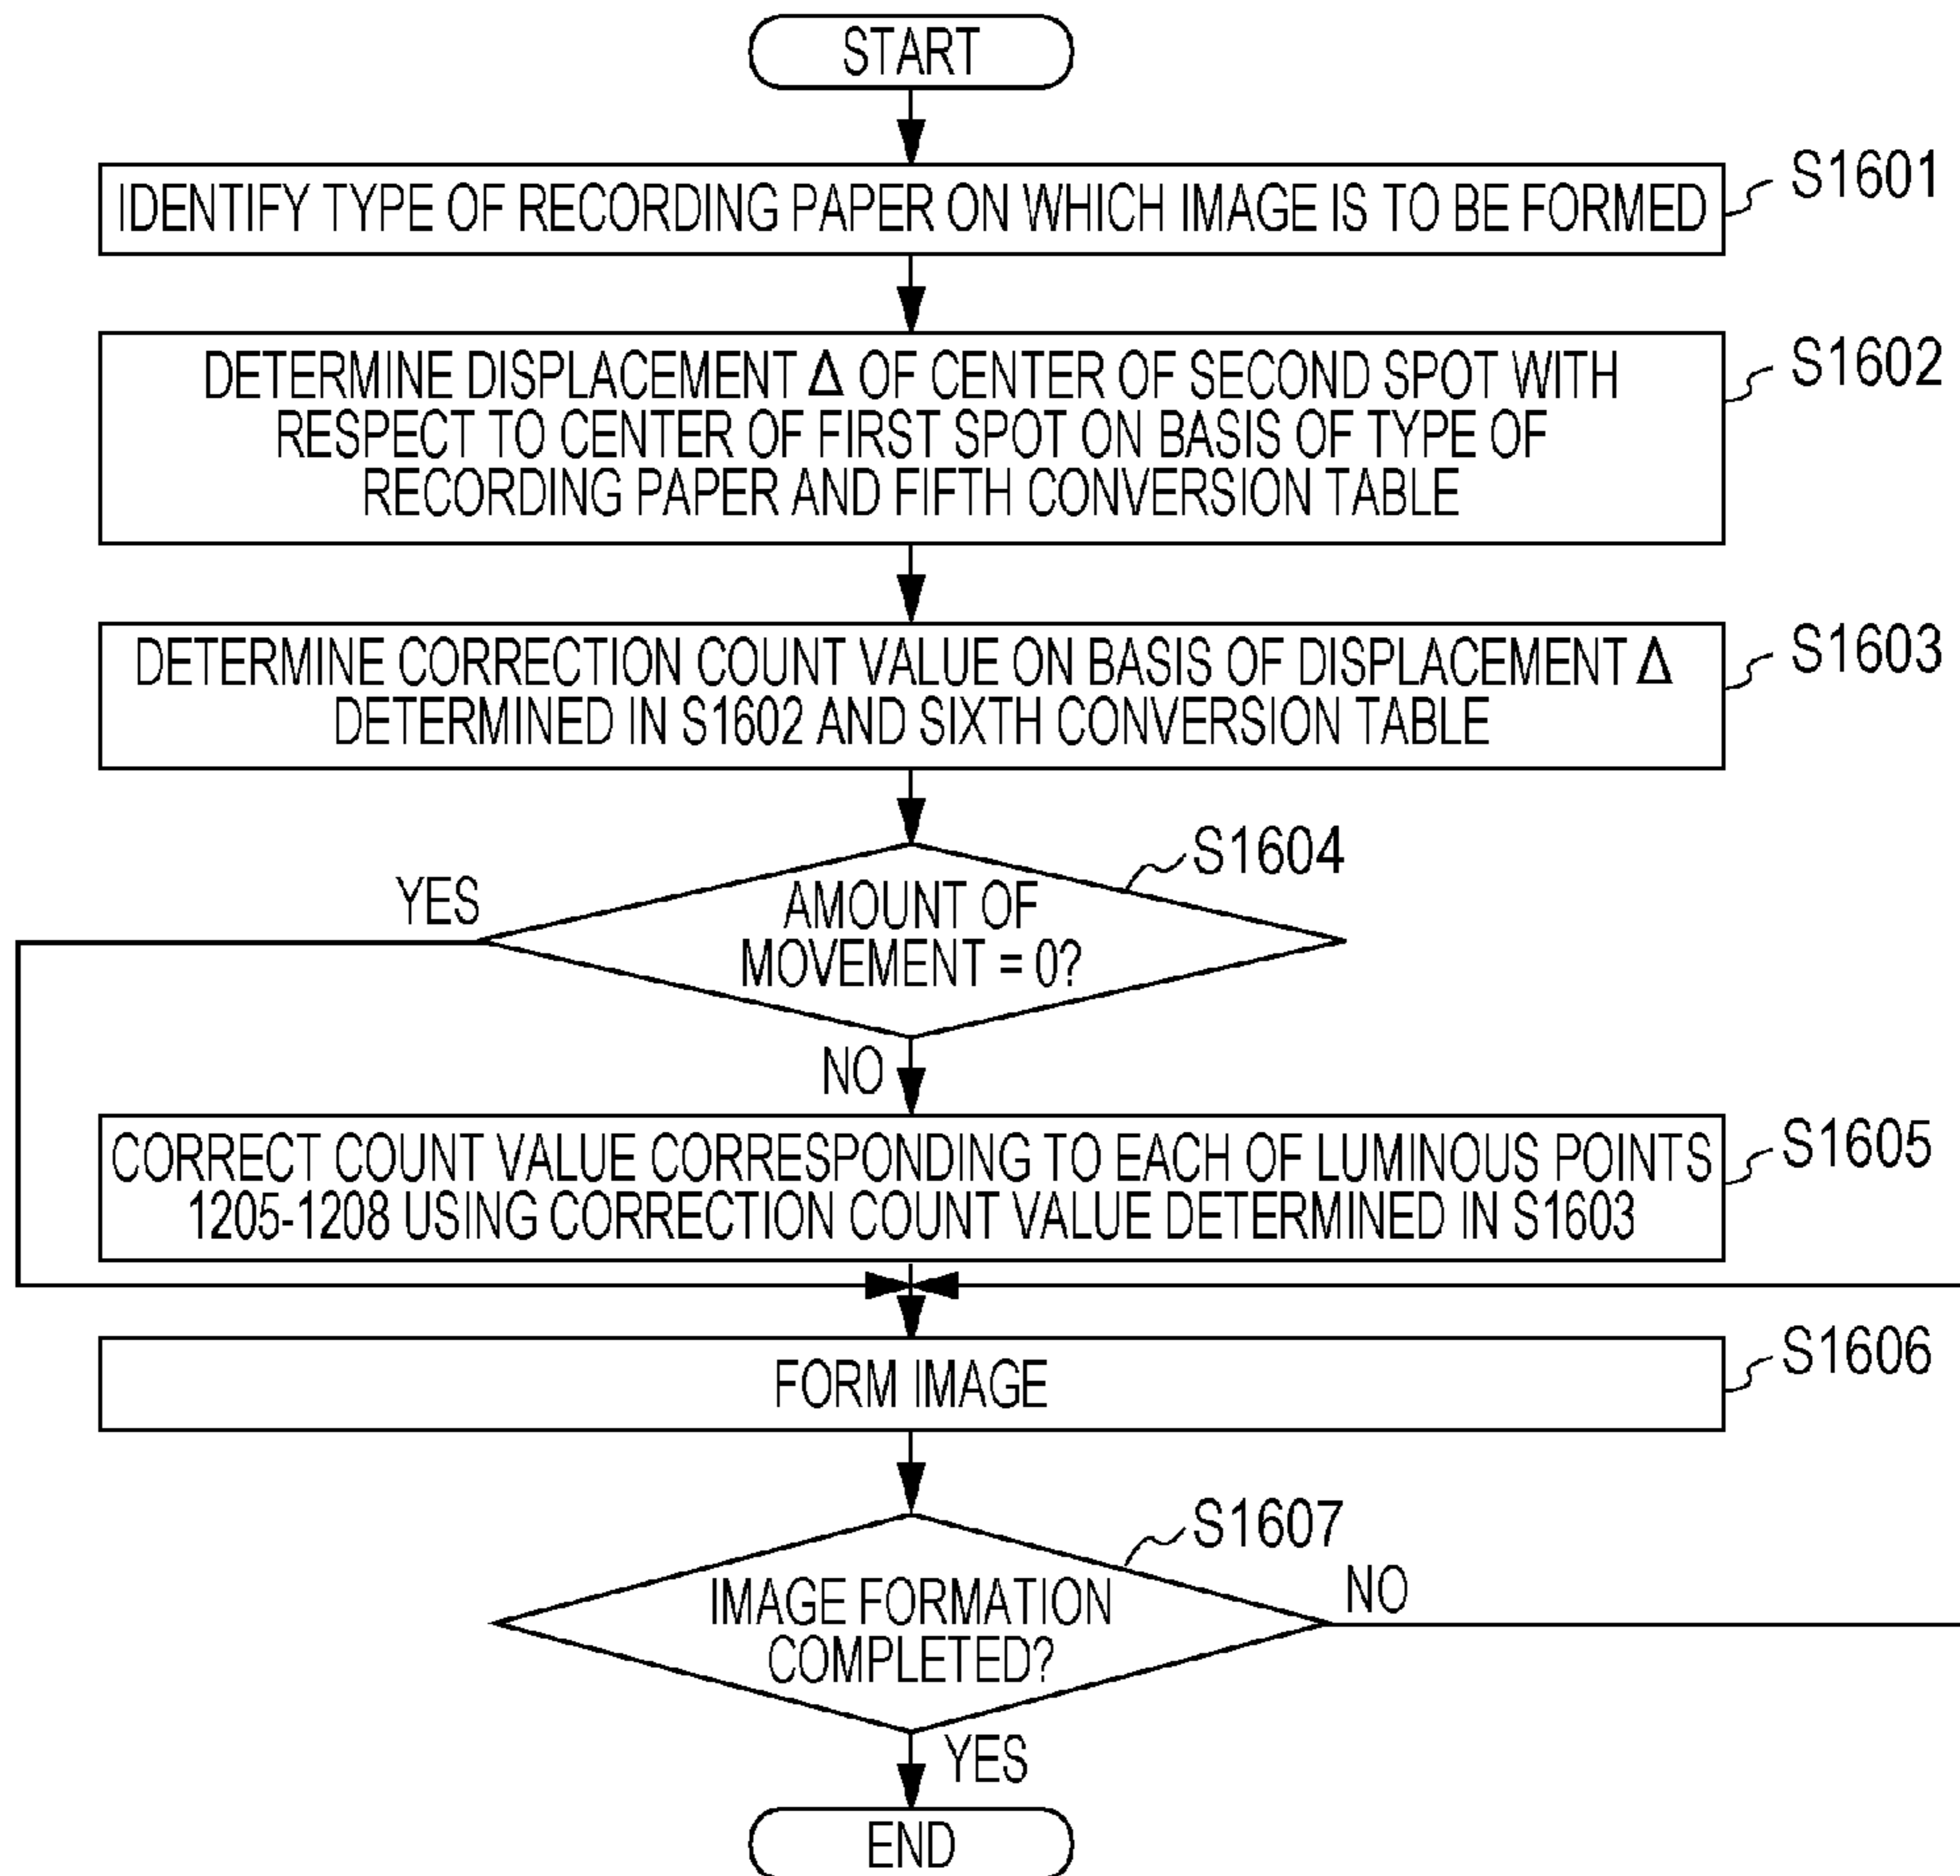 START
IDENTIFY TYPE OF RECORDING PAPER ON WHICH IMAGE IS TO BE FORMED
S1601
DETERMINE DISPLACEMENT Δ OF CENTER OF SECOND SPOT WITH
RESPECT TO CENTER OF FIRST SPOT ON BASIS OF TYPE OF
RECORDING PAPER AND FIFTH CONVERSION TABLE
S1602
DETERMINE CORRECTION COUNT VALUE ON BASIS OF DISPLACEMENT Δ
DETERMINED IN S1602 AND SIXTH CONVERSION TABLE
S1603
S1604
AMOUNT OF
MOVEMENT = 0?
YES
NO
CORRECT COUNT VALUE CORRESPONDING TO EACH OF LUMINOUS POINTS
1205-1208 USING CORRECTION COUNT VALUE DETERMINED IN S1603
S1605
FORM IMAGE
S1606
S1607
IMAGE FORMATION
COMPLETED?
NO
YES
END